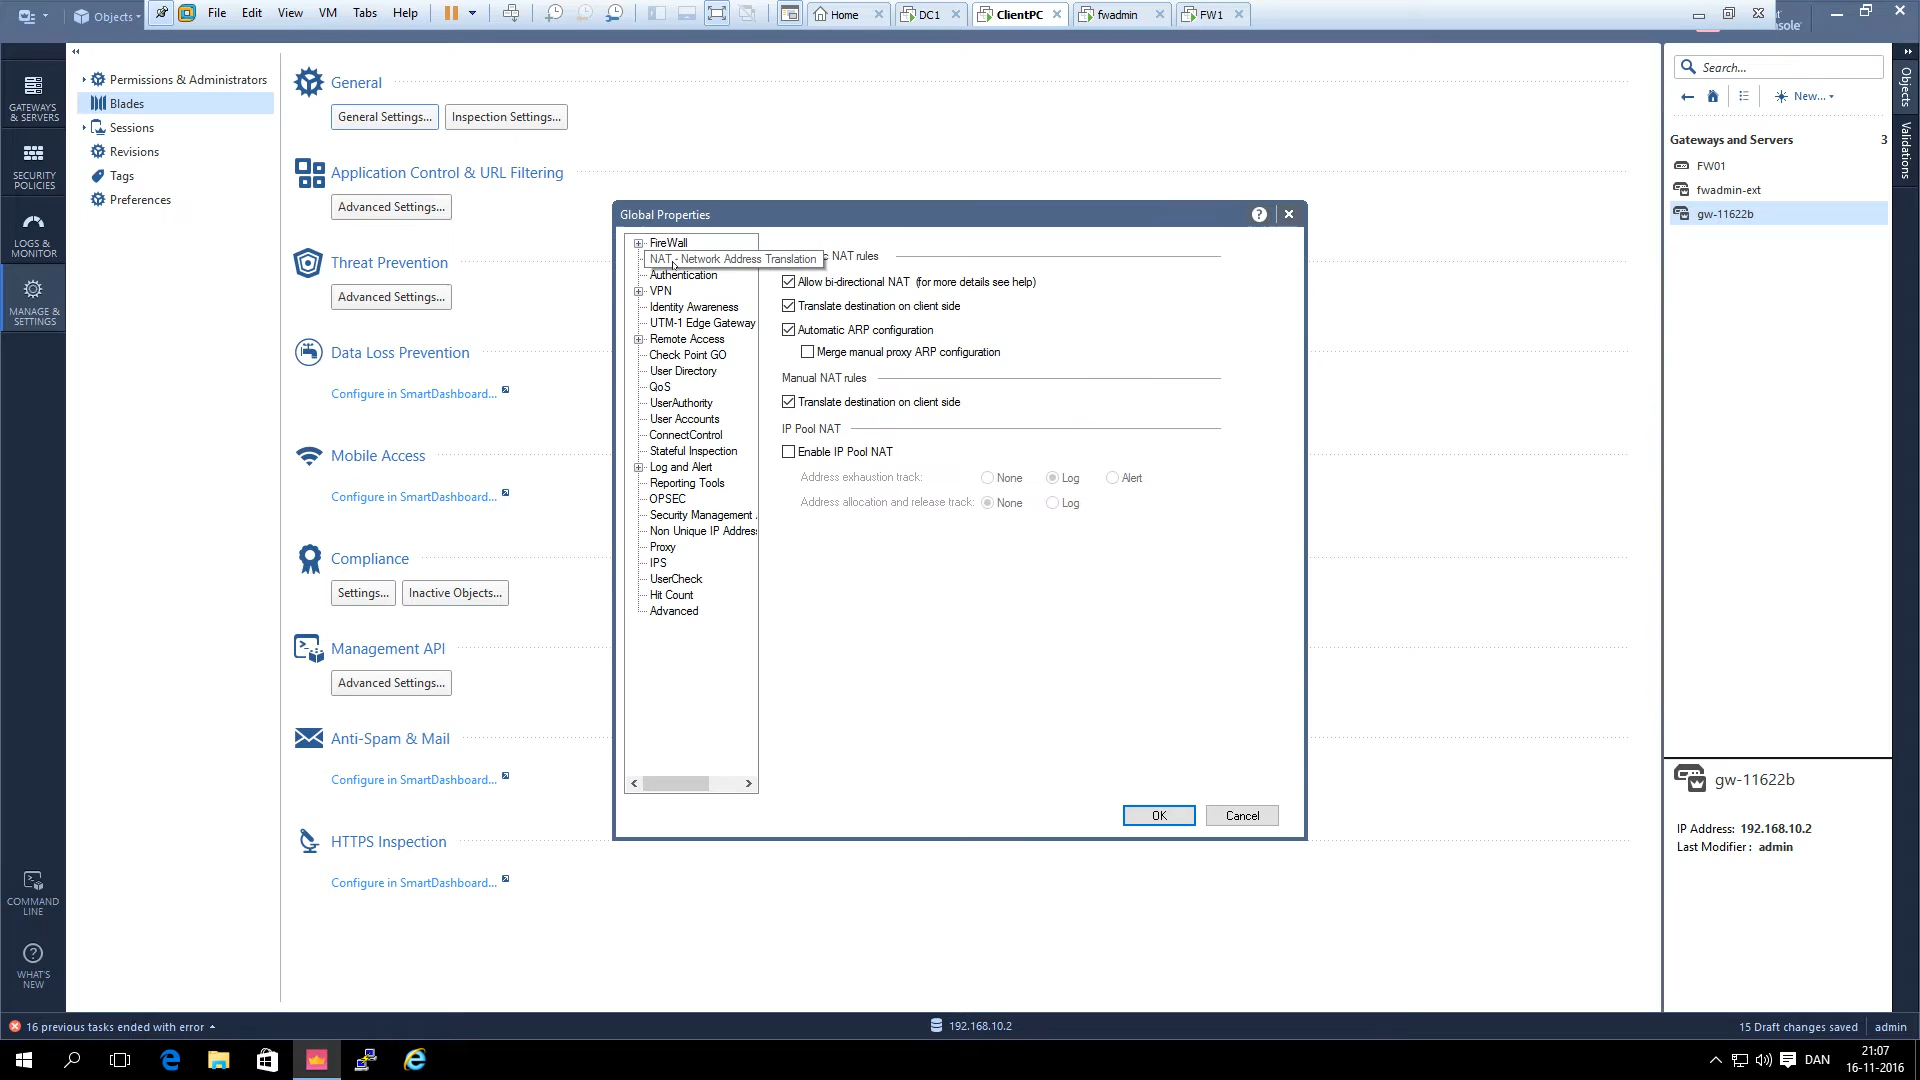 Objects
File Edit View VM Tabs Help
Home
DC1
ClientPC
fwadmin
FW1
GATEWAYS
& SERVERS
SECURITY
POLICIES
LOGS &
MONITOR
MANAGE &
SETTINGS
COMMAND
LINE
WHAT'S
NEW
Permissions & Administrators
Blades
Sessions
Revisions
Tags
Preferences
General
General Settings...
Inspection Settings...
Application Control & URL Filtering
Advanced Settings...
Threat Prevention
Advanced Settings...
Data Loss Prevention
Configure in SmartDashboard...
Mobile Access
Configure in SmartDashboard...
Compliance
Settings...
Inactive Objects...
Management API
Advanced Settings...
Anti-Spam & Mail
Configure in SmartDashboard...
HTTPS Inspection
Configure in SmartDashboard...
Global Properties
FireWall
NAT - Network Address Translation
Authentication
VPN
Identity Awareness
UTM-1 Edge Gateway
Remote Access
Check Point GO
User Directory
QoS
UserAuthority
User Accounts
ConnectControl
Stateful Inspection
Log and Alert
Reporting Tools
OPSEC
Security Management
Non Unique IP Addres
Proxy
IPS
UserCheck
Hit Count
Advanced
NAT rules
Allow bi-directional NAT (for more details see help)
Translate destination on client side
Automatic ARP configuration
Merge manual proxy ARP configuration
Manual NAT rules
Translate destination on client side
IP Pool NAT
Enable IP Pool NAT
Address exhaustion track: None Log Alert
Address allocation and release track: None Log
OK
Cancel
Search...
New...
Gateways and Servers 3
FW01
fwadmin-ext
gw-11622b
Objects
Validations
gw-11622b
IP Address: 192.168.10.2
Last Modifier : admin
16 previous tasks ended with error
192.168.10.2
15 Draft changes saved
admin
DAN
21:07
16-11-2016